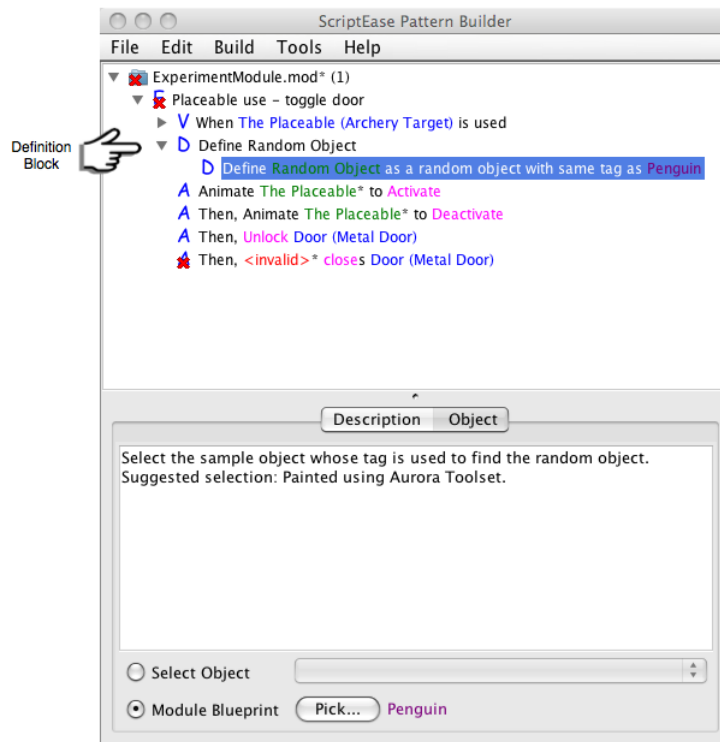 ScriptEase Pattern Builder
File Edit Build Tools Help
ExperimentModule.mod* (1)
Placeable use - toggle door
V When The Placeable (Archery Target) is used
Definition
Block
D Define Random Object
D Define Random Object as a random object with same tag as Penguin
A Animate The Placeable* to Activate
A Then, Animate The Placeable* to Deactivate
A Then, Unlock Door (Metal Door)
A Then, <invalid>* closes Door (Metal Door)
Description Object
Select the sample object whose tag is used to find the random object.
Suggested selection: Painted using Aurora Toolset.
Select Object
Module Blueprint Pick... Penguin